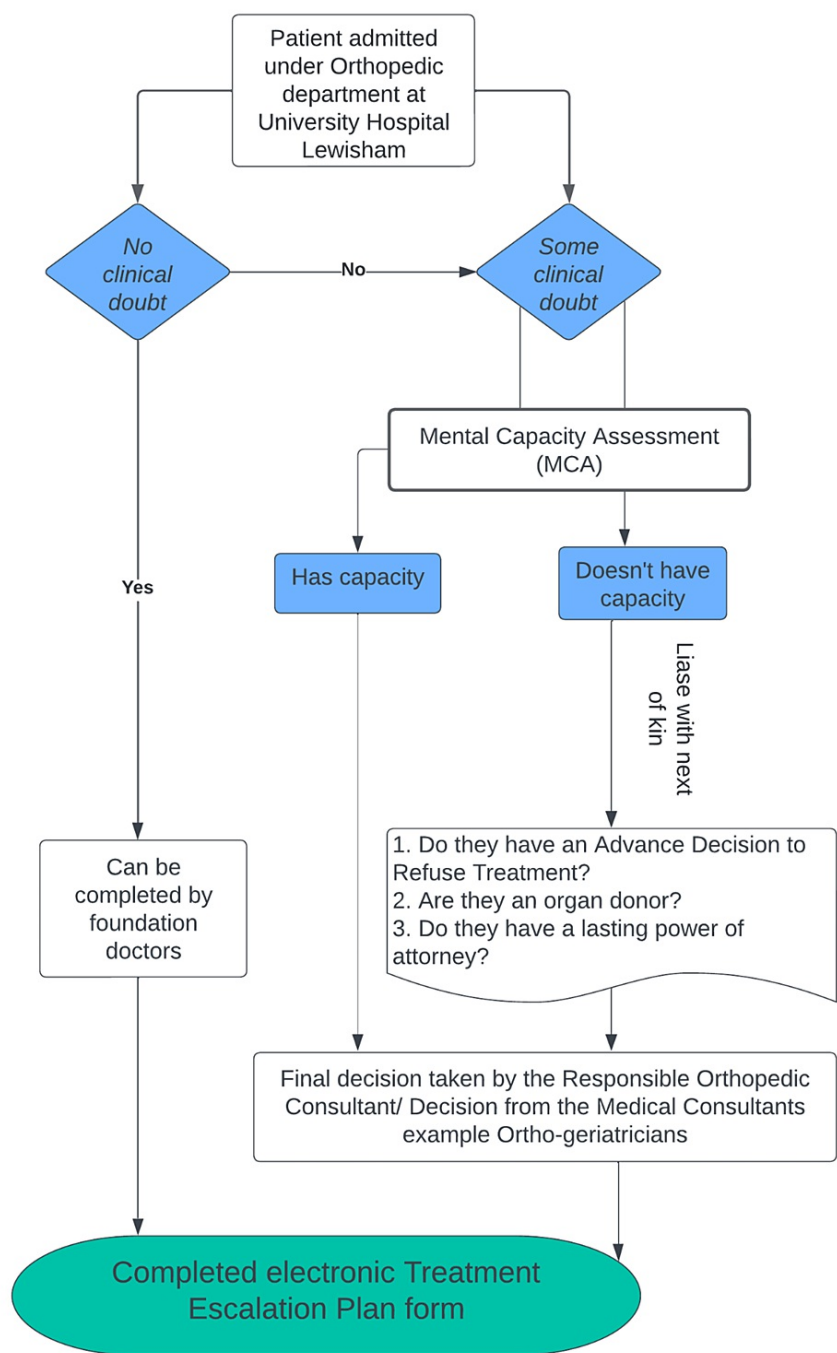 Patient admitted
under Orthopedic
department at
University Hospital
Lewisham
No
clinical
doubt
No
Some
clinical
doubt
Mental Capacity Assessment
(MCA)
Has capacity
Doesn't have
capacity
Yes
Liase with next
of kin
Can be
completed by
foundation
doctors
1. Do they have an Advance Decision to
Refuse Treatment?
2. Are they an organ donor?
3. Do they have a lasting power of
attorney?
Final decision taken by the Responsible Orthopedic
Consultant/ Decision from the Medical Consultants
example Ortho-geriatricians
Completed electronic Treatment
Escalation Plan form